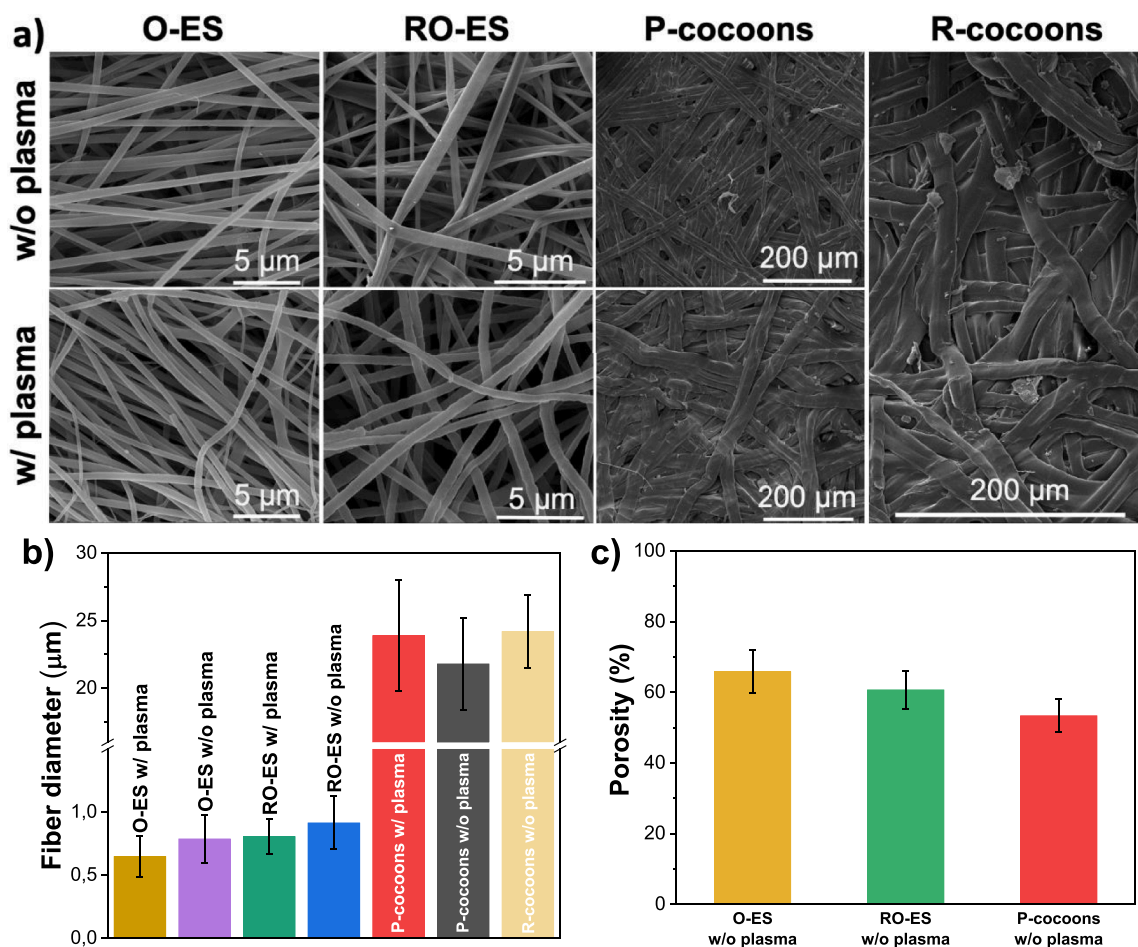 a)
O-ES RO-ES P-cocoons R-cocoons
w/o plasma
5 µm 5 µm 200 µm
w/ plasma
5 µm 5 µm 200 µm 200 µm
b)
Fiber diameter (µm)
30
25
20
1,0
0,5
0,0
O-ES w/ plasma
O-ES w/o plasma
RO-ES w/ plasma
RO-ES w/o plasma
P-cocoons w/ plasma
P-cocoons w/o plasma
R-cocoons w/o plasma
c)
Porosity (%)
100
80
60
40
20
0
O-ES
w/o plasma
RO-ES
w/o plasma
P-cocoons
w/o plasma